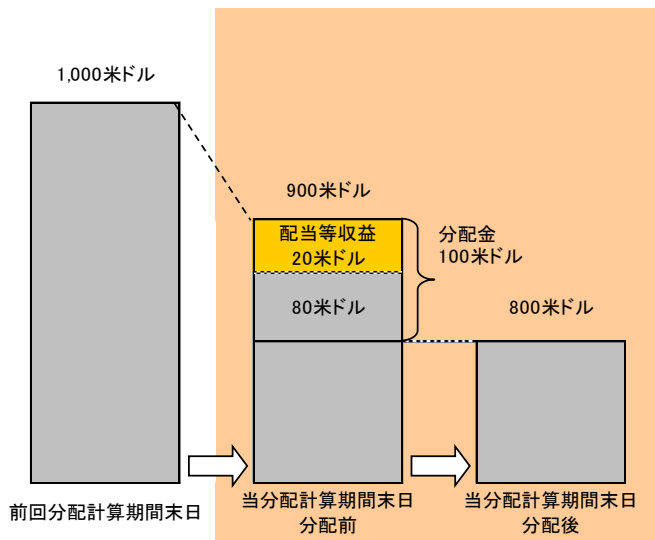 1,000米ドル
900米ドル
配当等収益
20米ドル
分配金
100米ドル
80米ドル
800米ドル
前回分配計算期間末日
当分配計算期間末日
分配前
当分配計算期間末日
分配後